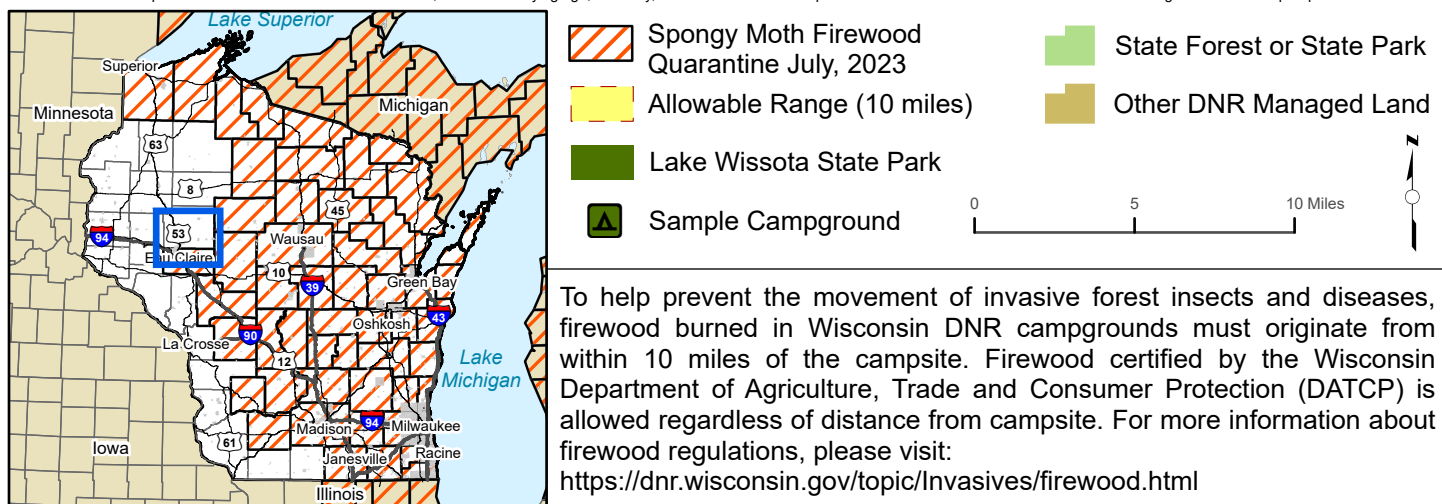 Lake Superior
Superior
Minnesota
Michigan
63
8
45
53
94
Wausau
Eau Claire
10
Green Bay
39
Oshkosh
43
90
La Crosse
12
Lake
Michigan
94
Madison
Milwaukee
61
Iowa
Janesville
Racine
Illinois
Spongy Moth Firewood
Quarantine July, 2023
Allowable Range (10 miles)
Lake Wissota State Park
Sample Campground
State Forest or State Park
Other DNR Managed Land
0 5 10 Miles
N
To help prevent the movement of invasive forest insects and diseases,
firewood burned in Wisconsin DNR campgrounds must originate from
within 10 miles of the campsite. Firewood certified by the Wisconsin
Department of Agriculture, Trade and Consumer Protection (DATCP) is
allowed regardless of distance from campsite. For more information about
firewood regulations, please visit:
https://dnr.wisconsin.gov/topic/Invasives/firewood.html